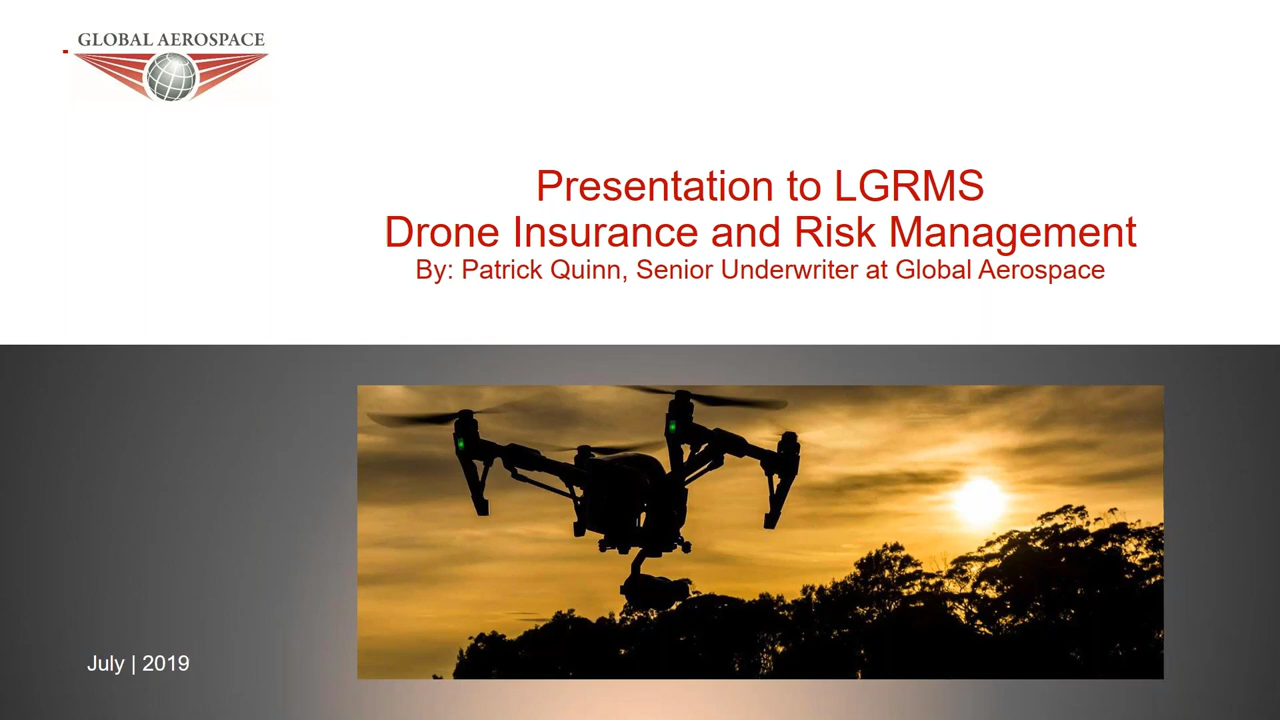 GLOBAL AEROSPACE
Presentation to LGRMS
Drone Insurance and Risk Management
By: Patrick Quinn, Senior Underwriter at Global Aerospace
July | 2019